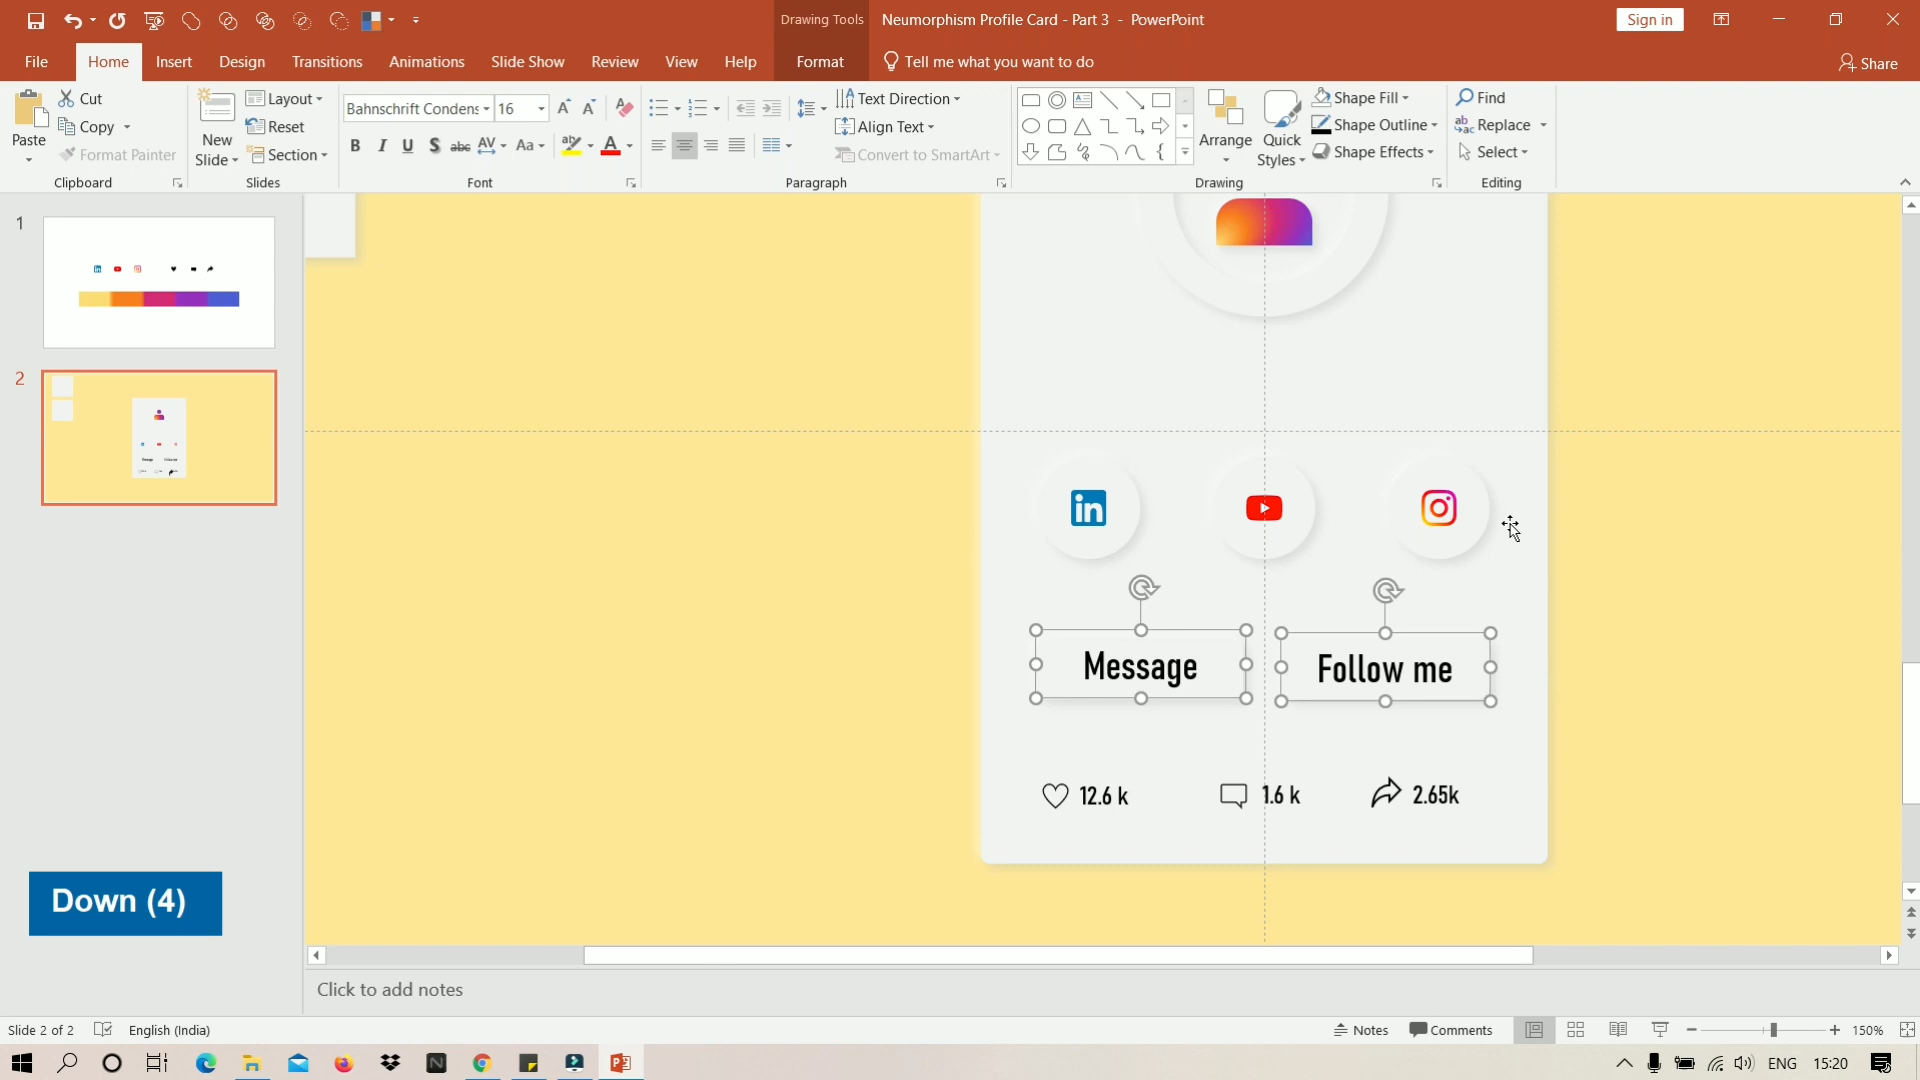 Drawing Tools
Neumorphism Profile Card - Part 3 - PowerPoint
Sign in
File Home Insert Design Transitions Animations Slide Show Review View Help Format Tell me what you want to do Share
Paste
Cut
Copy
Format Painter
Clipboard
New Slide
Layout
Reset
Section
Slides
Bahnschrift Condens 16
B I U S abc AV Aa
A
Font
Text Direction
Align Text
Convert to SmartArt
Paragraph
Arrange
Quick Styles
Shape Fill
Shape Outline
Shape Effects
Drawing
Find
Replace
Select
Editing
1
2
in
Message Follow me
12.6 k 1.6 k 2.65k
Down (4)
Click to add notes
Slide 2 of 2 English (India) Notes Comments 150%
ENG 15:20